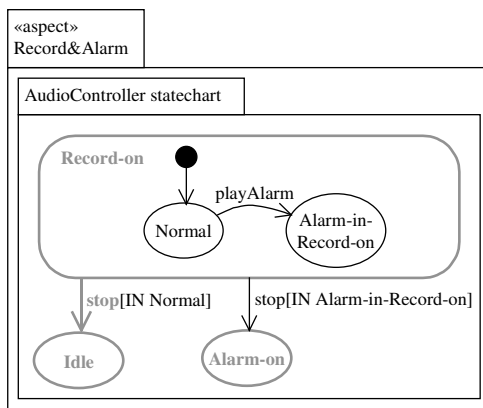 «aspect»
Record&Alarm
AudioController statechart
Record-on
playAlarm
Normal
Alarm-in-
Record-on
stop[IN Normal]
stop[IN Alarm-in-Record-on]
Idle
Alarm-on